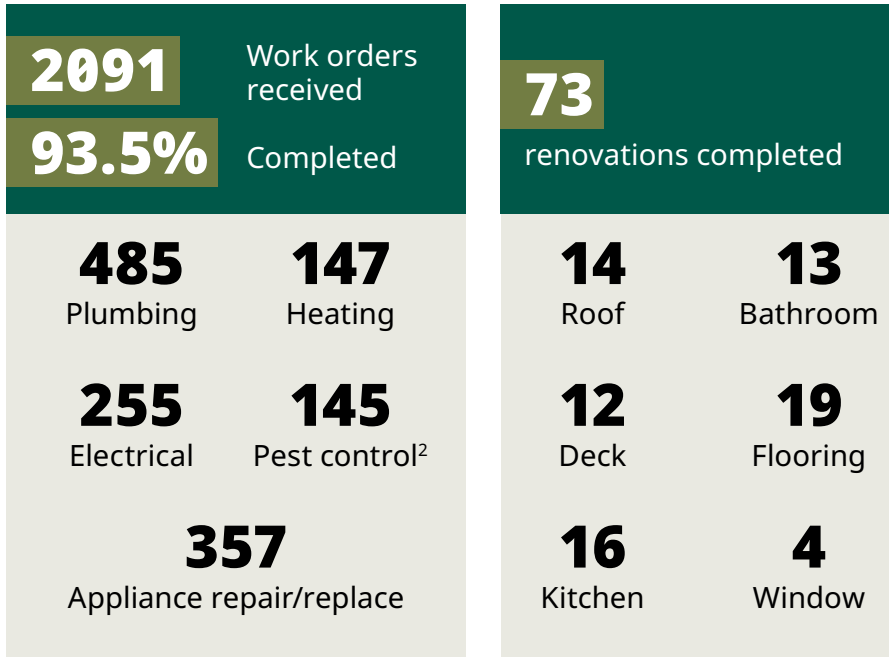 2091
Work orders
received
93.5%
Completed
485
Plumbing
147
Heating
255
Electrical
145
Pest control²
357
Appliance repair/replace
73
renovations completed
14
Roof
13
Bathroom
12
Deck
19
Flooring
16
Kitchen
4
Window